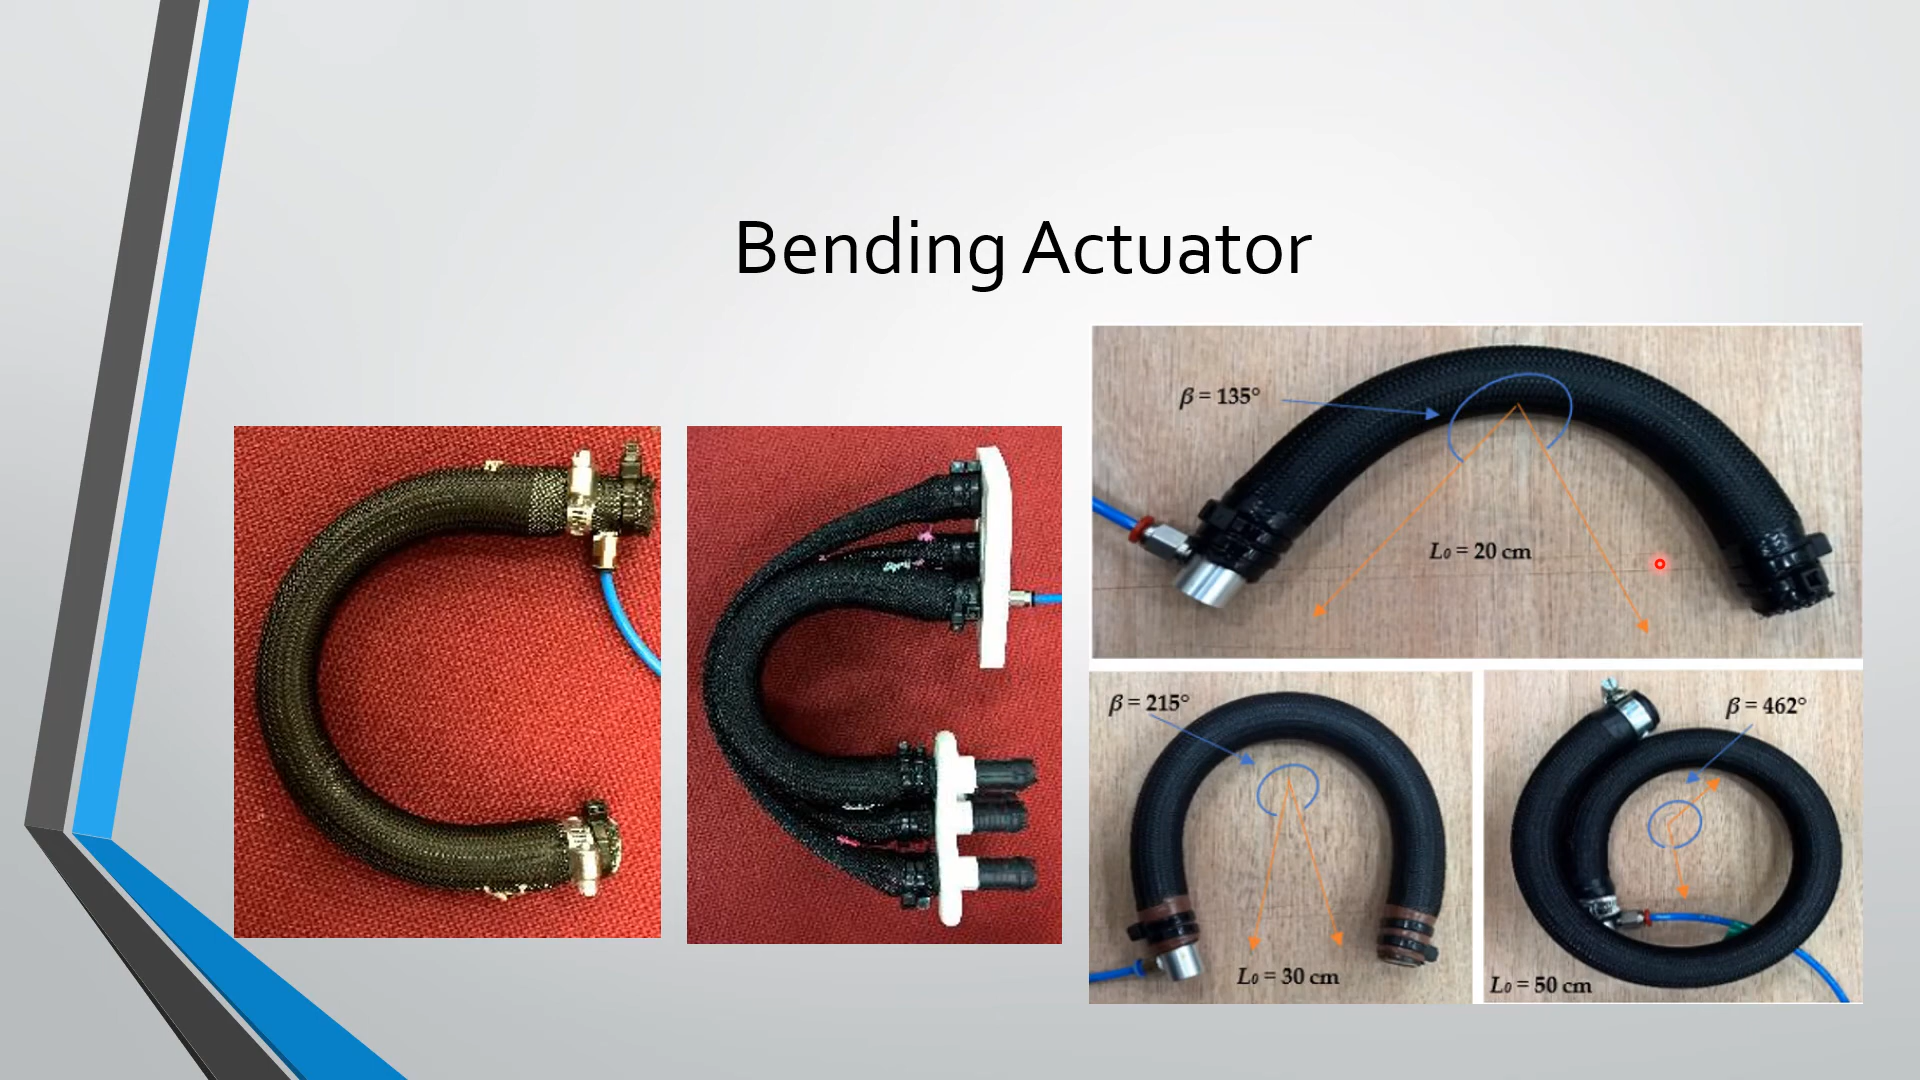 Bending Actuator
β = 135°
L₀ = 20 cm
β = 215°
L₀ = 30 cm
β = 462°
L₀ = 50 cm